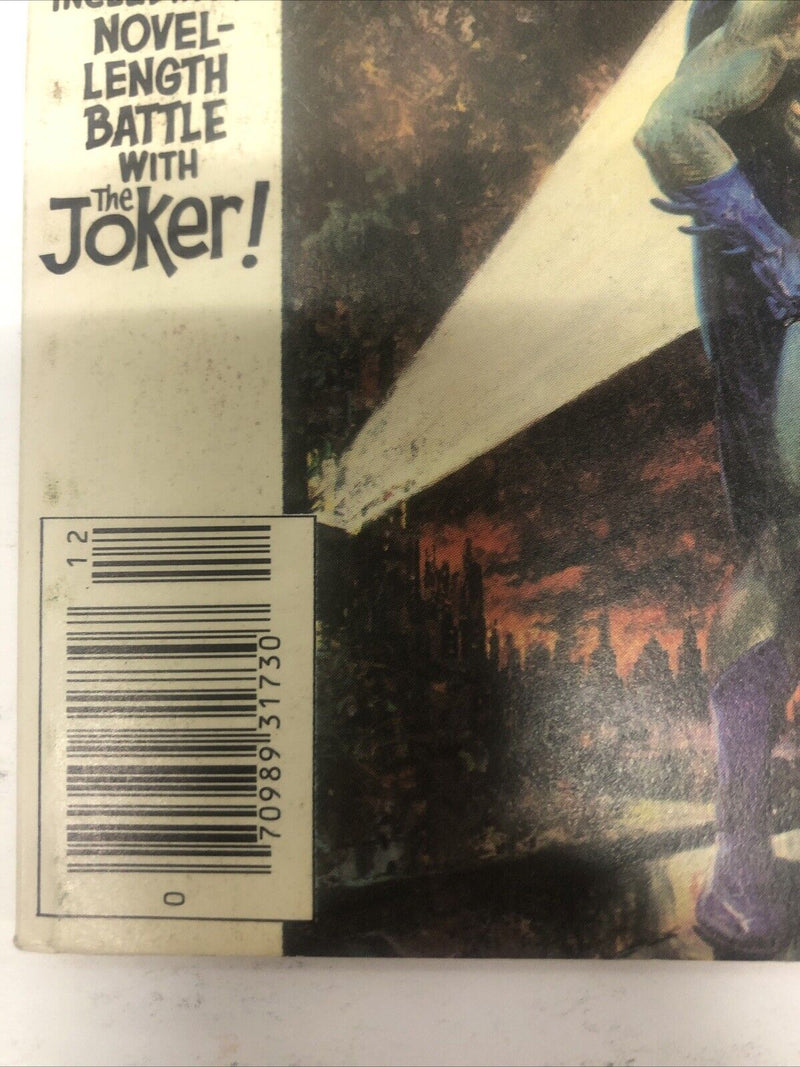 NOVEL-
LENGTH
BATTLE
WITH
The
Joker!
12
70989 31730
0